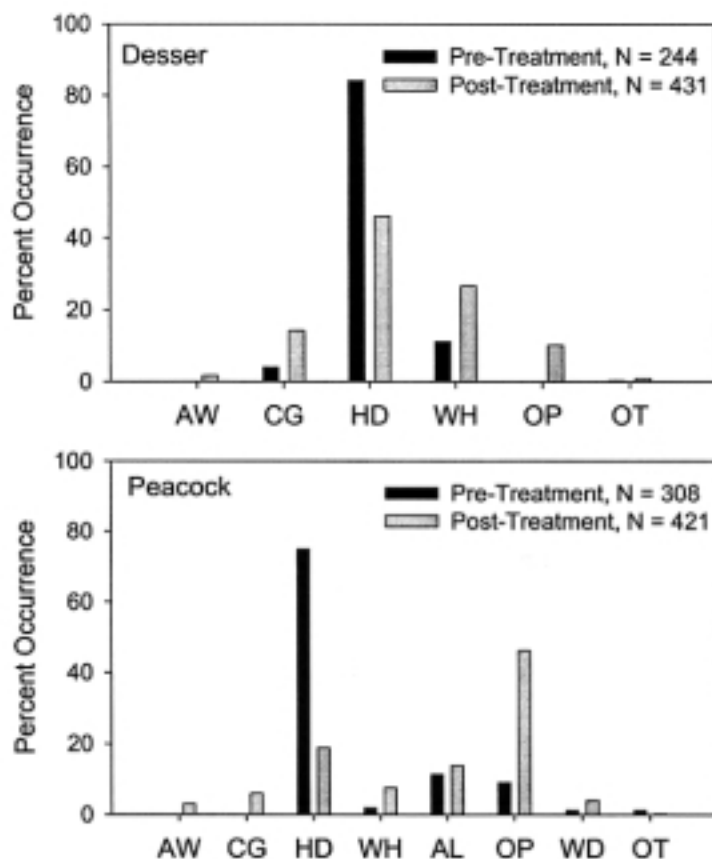 100
80
60
40
20
0
Percent Occurrence
Desser
Pre-Treatment, N = 244
Post-Treatment, N = 431
AW CG HD WH OP OT
100
80
60
40
20
0
Percent Occurrence
Peacock
Pre-Treatment, N = 308
Post-Treatment, N = 421
AW CG HD WH AL OP WD OT